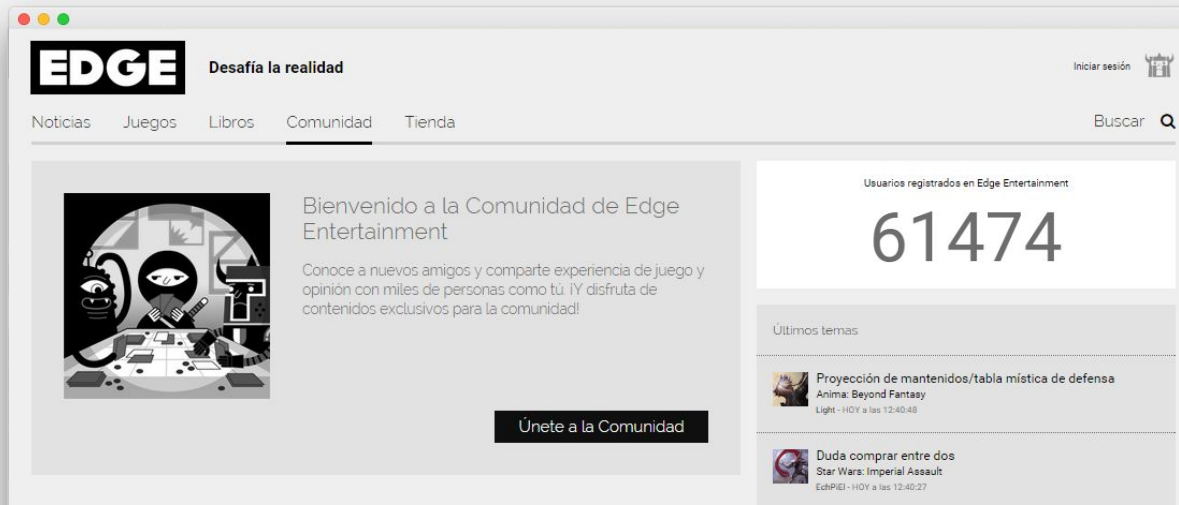 EDGE
Desafía la realidad
Iniciar sesión
Noticias Juegos Libros Comunidad Tienda
Buscar
Bienvenido a la Comunidad de Edge
Entertainment
Conoce a nuevos amigos y comparte experiencia de juego y
opinión con miles de personas como tú. ¡Y disfruta de
contenidos exclusivos para la comunidad!
Únete a la Comunidad
Usuarios registrados en Edge Entertainment
61474
Últimos temas
Proyección de mantenidos/tabla mística de defensa
Anima: Beyond Fantasy
Light - HOY a las 12:40:48
Duda comprar entre dos
Star Wars: Imperial Assault
EchPiEl - HOY a las 12:40:27